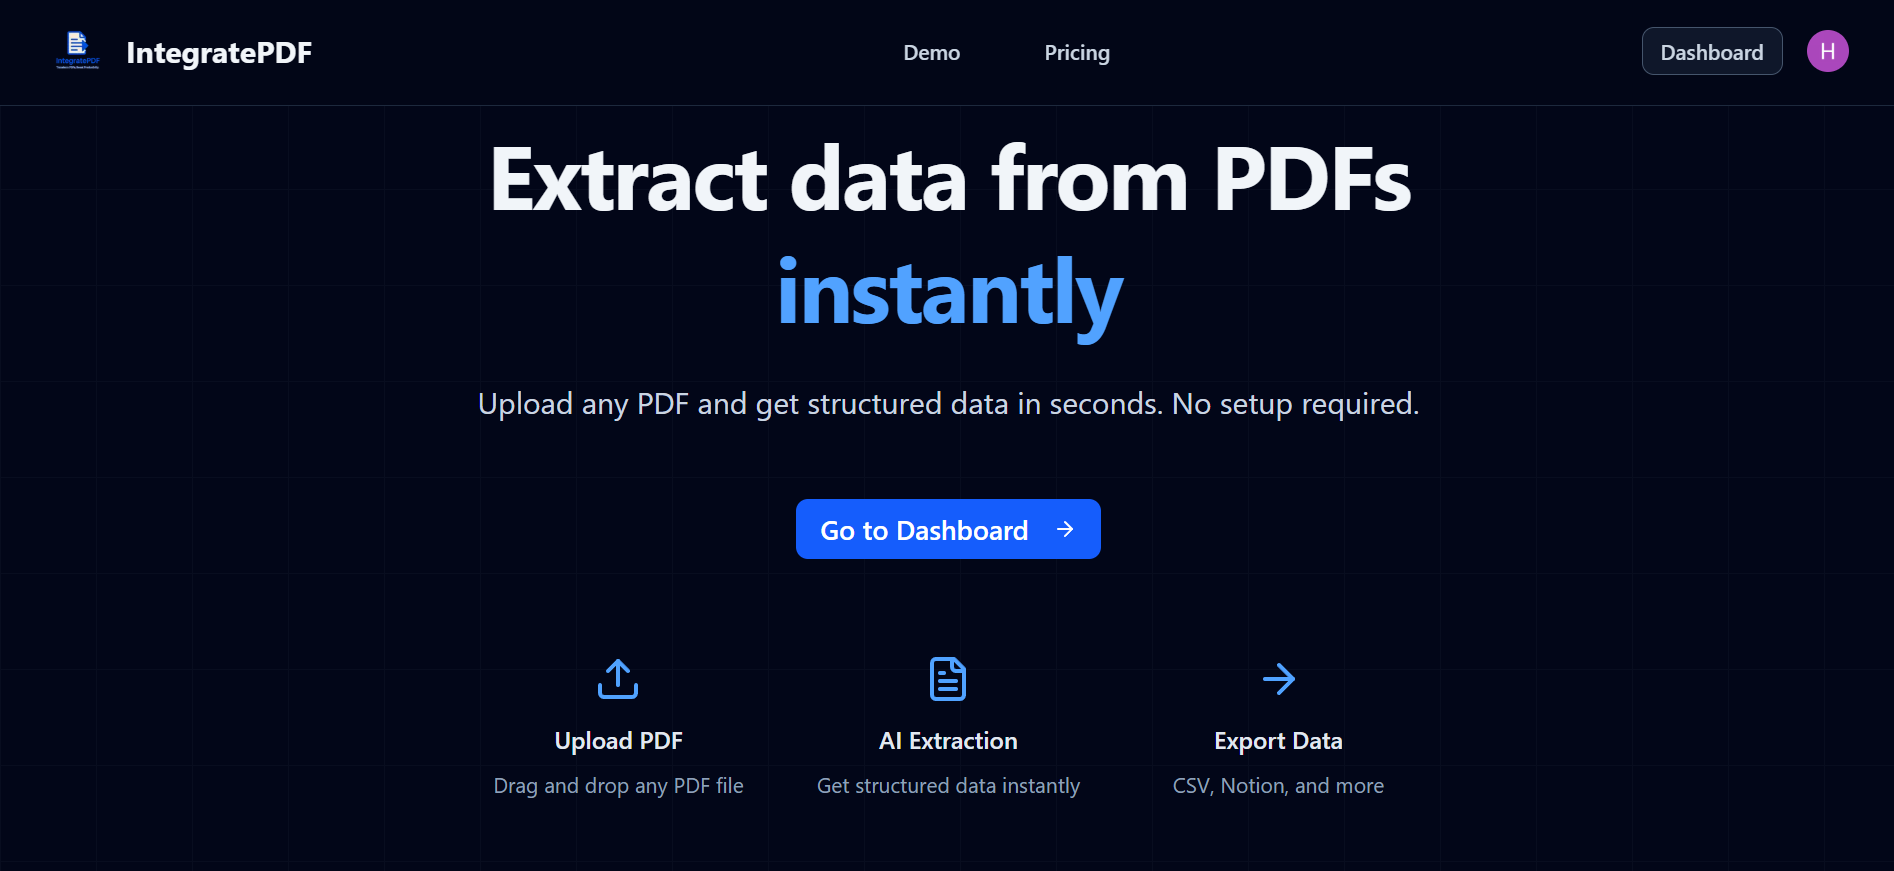 IntegratePDF
IntegratePDF
Demo
Pricing
Dashboard
H
Extract data from PDFs
instantly
Upload any PDF and get structured data in seconds. No setup required.
Go to Dashboard
Upload PDF
AI Extraction
Export Data
Drag and drop any PDF file
Get structured data instantly
CSV, Notion, and more